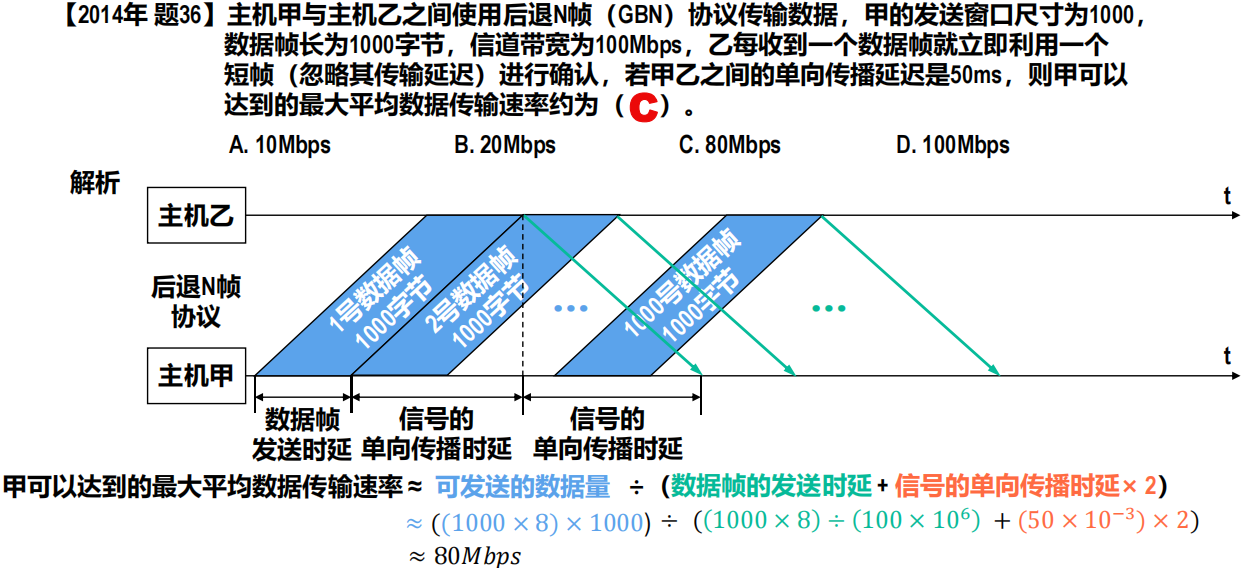 【2014年 题36】主机甲与主机乙之间使用后退N帧（GBN）协议传输数据，甲的发送窗口尺寸为1000，
数据帧长为1000字节，信道带宽为100Mbps，乙每收到一个数据帧就立即利用一个
短帧（忽略其传输延迟）进行确认，若甲乙之间的单向传播延迟是50ms，则甲可以
达到的最大平均数据传输速率约为（C）。
A. 10Mbps B. 20Mbps C. 80Mbps D. 100Mbps
解析
t
主机乙
后退N帧
协议
1号数据帧
1000字节
2号数据帧
1000字节
…
1000号数据帧
1000字节
…
t
主机甲
数据帧
发送时延
信号的
单向传播时延
信号的
单向传播时延
甲可以达到的最大平均数据传输速率≈ 可发送的数据量 ÷（数据帧的发送时延+信号的单向传播时延× 2）
≈ ((1000 × 8) × 1000) ÷ ((1000 × 8) ÷ (100 × 10⁶) + (50 × 10⁻³) × 2)
≈ 80Mbps